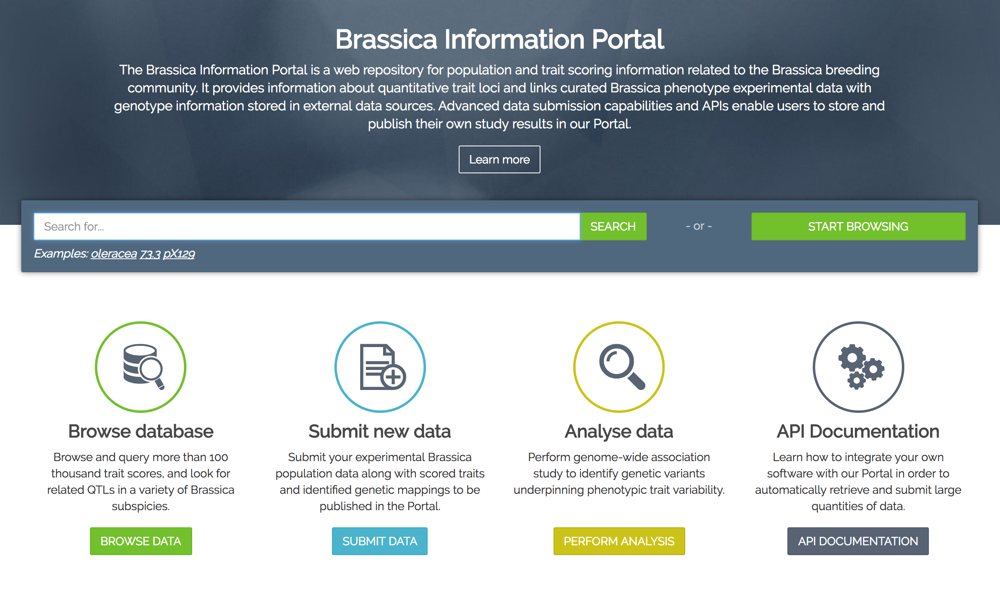 Brassica Information Portal
The Brassica Information Portal is a web repository for population and trait scoring information related to the Brassica breeding
community. It provides information about quantitative trait loci and links curated Brassica phenotype experimental data with
genotype information stored in external data sources. Advanced data submission capabilities and APIs enable users to store and
publish their own study results in our Portal.
Learn more
Search for...
SEARCH
- or -
START BROWSING
Examples: oleracea 73.3 pX129
Browse database
Browse and query more than 100
thousand trait scores, and look for
related QTLs in a variety of Brassica
subspicies.
BROWSE DATA
Submit new data
Submit your experimental Brassica
population data along with scored traits
and identified genetic mappings to be
published in the Portal.
SUBMIT DATA
Analyse data
Perform genome-wide association
study to identify genetic variants
underpinning phenotypic trait variability.
PERFORM ANALYSIS
API Documentation
Learn how to integrate your own
software with our Portal in order to
automatically retrieve and submit large
quantities of data.
API DOCUMENTATION